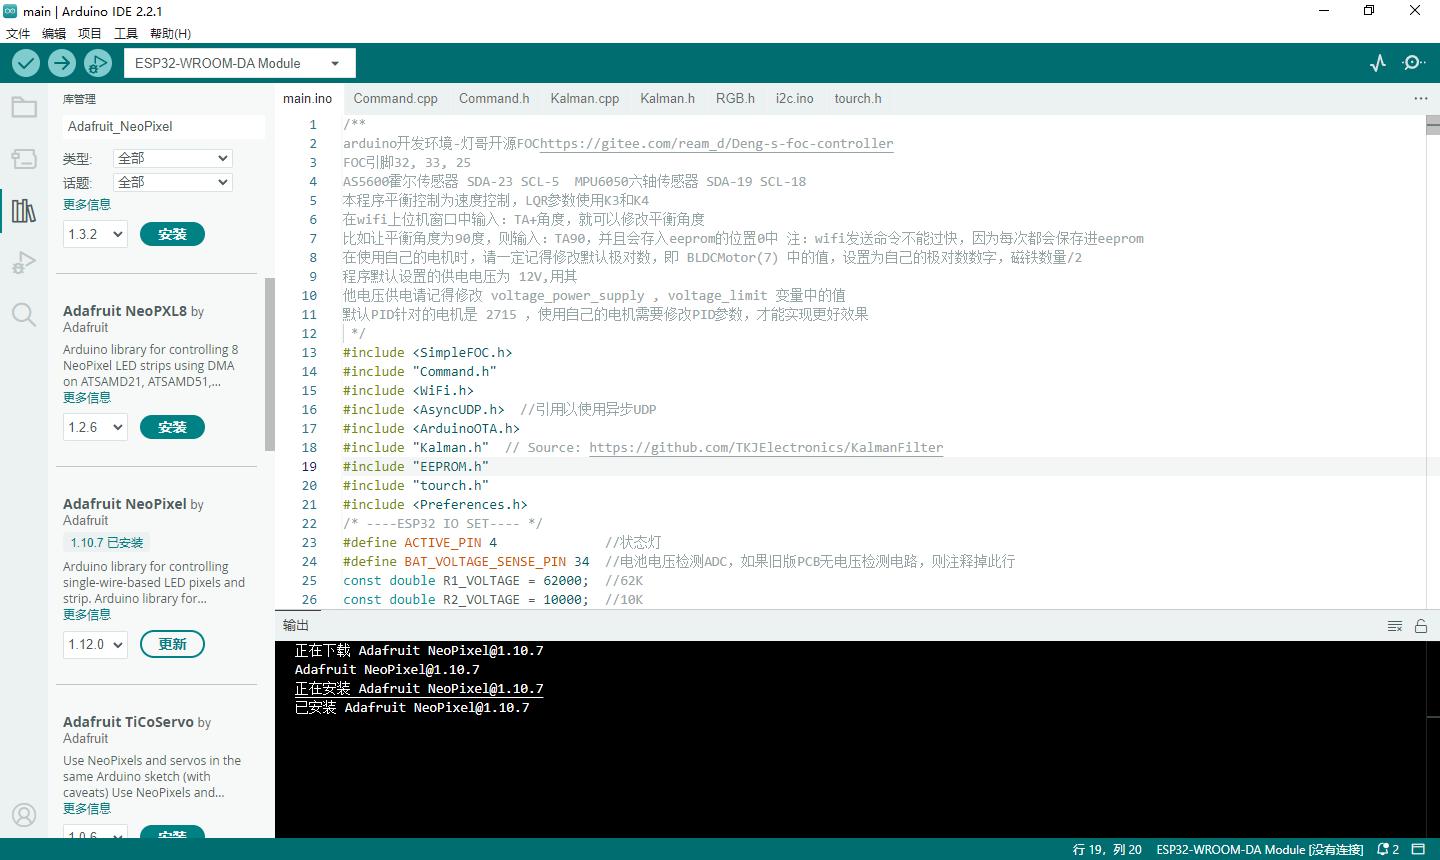 main | Arduino IDE 2.2.1
文件 编辑 项目 工具 帮助(H)
ESP32-WROOM-DA Module
库管理
Adafruit_NeoPixel
类型: 全部
话题: 全部
更多信息
1.3.2 安装
Adafruit NeoPXL8 by
Adafruit
Arduino library for controlling 8
NeoPixel LED strips using DMA
on ATSAMD21, ATSAMD51,...
更多信息
1.2.6 安装
Adafruit NeoPixel by
Adafruit
1.10.7 已安装
Arduino library for controlling
single-wire-based LED pixels and
strip. Arduino library for...
更多信息
1.12.0 更新
Adafruit TiCoServo by
Adafruit
Use NeoPixels and servos in the
same Arduino sketch (with
caveats) Use NeoPixels and...
更多信息
1.0.6 安装
main.ino Command.cpp Command.h Kalman.cpp Kalman.h RGB.h i2c.ino tourch.h
1 /**
2 arduino开发环境-灯哥开源FOChttps://gitee.com/ream_d/Deng-s-foc-controller
3 FOC引脚32, 33, 25
4 AS5600霍尔传感器 SDA-23 SCL-5  MPU6050六轴传感器 SDA-19 SCL-18
5 本程序平衡控制为速度控制，LQR参数使用K3和K4
6 在wifi上位机窗口中输入：TA+角度，就可以修改平衡角度
7 比如让平衡角度为90度，则输入：TA90，并且会存入eeprom的位置0中 注：wifi发送命令不能过快，因为每次都会保存进eeprom
8 在使用自己的电机时，请一定记得修改默认极对数，即 BLDCMotor(7) 中的值，设置为自己的极对数数字，磁铁数量/2
9 程序默认设置的供电电压为 12V,用其
10 他电压供电请记得修改 voltage_power_supply , voltage_limit 变量中的值
11 默认PID针对的电机是 2715 ，使用自己的电机需要修改PID参数，才能实现更好效果
12 */
13 #include <SimpleFOC.h>
14 #include "Command.h"
15 #include <WiFi.h>
16 #include <AsyncUDP.h>  //引用以使用异步UDP
17 #include <ArduinoOTA.h>
18 #include "Kalman.h"  // Source: https://github.com/TKJElectronics/KalmanFilter
19 #include "EEPROM.h"
20 #include "tourch.h"
21 #include <Preferences.h>
22 /* ----ESP32 IO SET---- */
23 #define ACTIVE_PIN 4 //状态灯
24 #define BAT_VOLTAGE_SENSE_PIN 34  //电池电压检测ADC，如果旧版PCB无电压检测电路，则注释掉此行
25 const double R1_VOLTAGE = 62000;  //62K
26 const double R2_VOLTAGE = 10000;  //10K
输出
正在下载 Adafruit NeoPixel@1.10.7
Adafruit NeoPixel@1.10.7
正在安装 Adafruit NeoPixel@1.10.7
已安装 Adafruit NeoPixel@1.10.7
行 19，列 20 ESP32-WROOM-DA Module [没有连接] 2